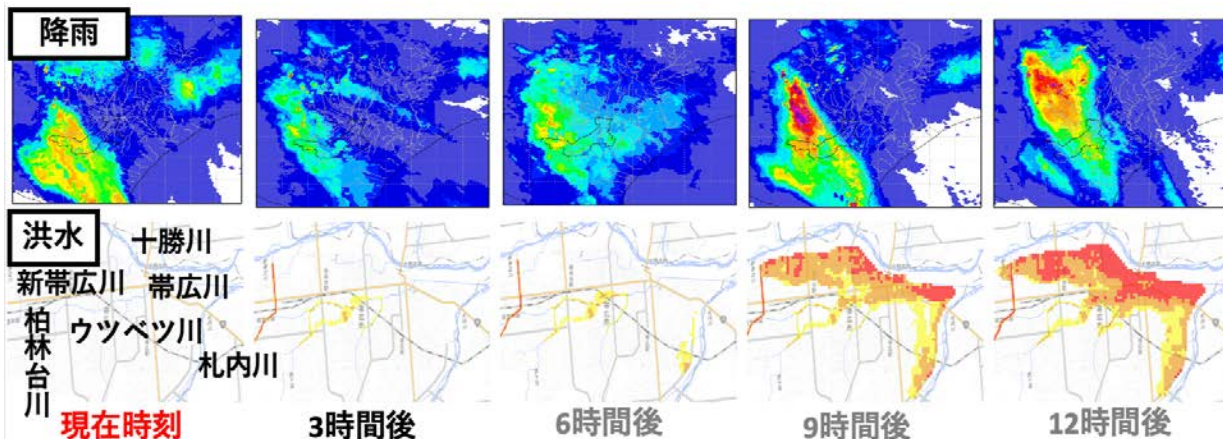 降雨
洪水
十勝川
新帯広川
帯広川
柏林台川
ウツベツ川
札内川
現在時刻
3時間後
6時間後
9時間後
12時間後